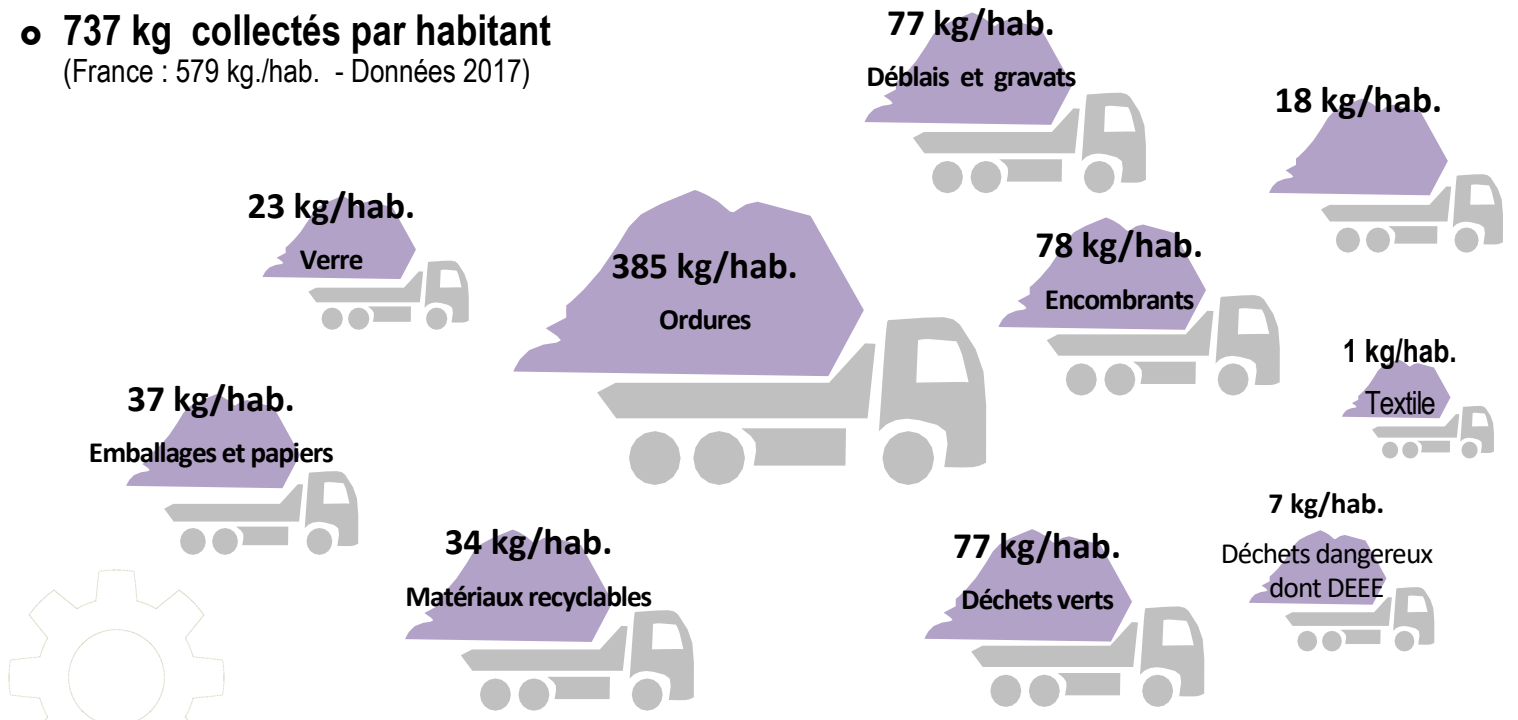 737 kg collectés par habitant
(France : 579 kg./hab. - Données 2017)
77 kg/hab.
Déblais et gravats
18 kg/hab.
23 kg/hab.
Verre
385 kg/hab.
Ordures
78 kg/hab.
Encombrants
1 kg/hab.
Textile
37 kg/hab.
Emballages et papiers
34 kg/hab.
Matériaux recyclables
77 kg/hab.
Déchets verts
7 kg/hab.
Déchets dangereux
dont DEEE